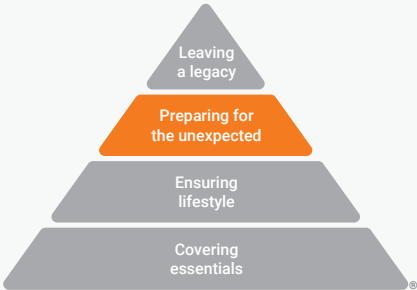 Leaving
a legacy
Preparing for
the unexpected
Ensuring
lifestyle
Covering
essentials
®